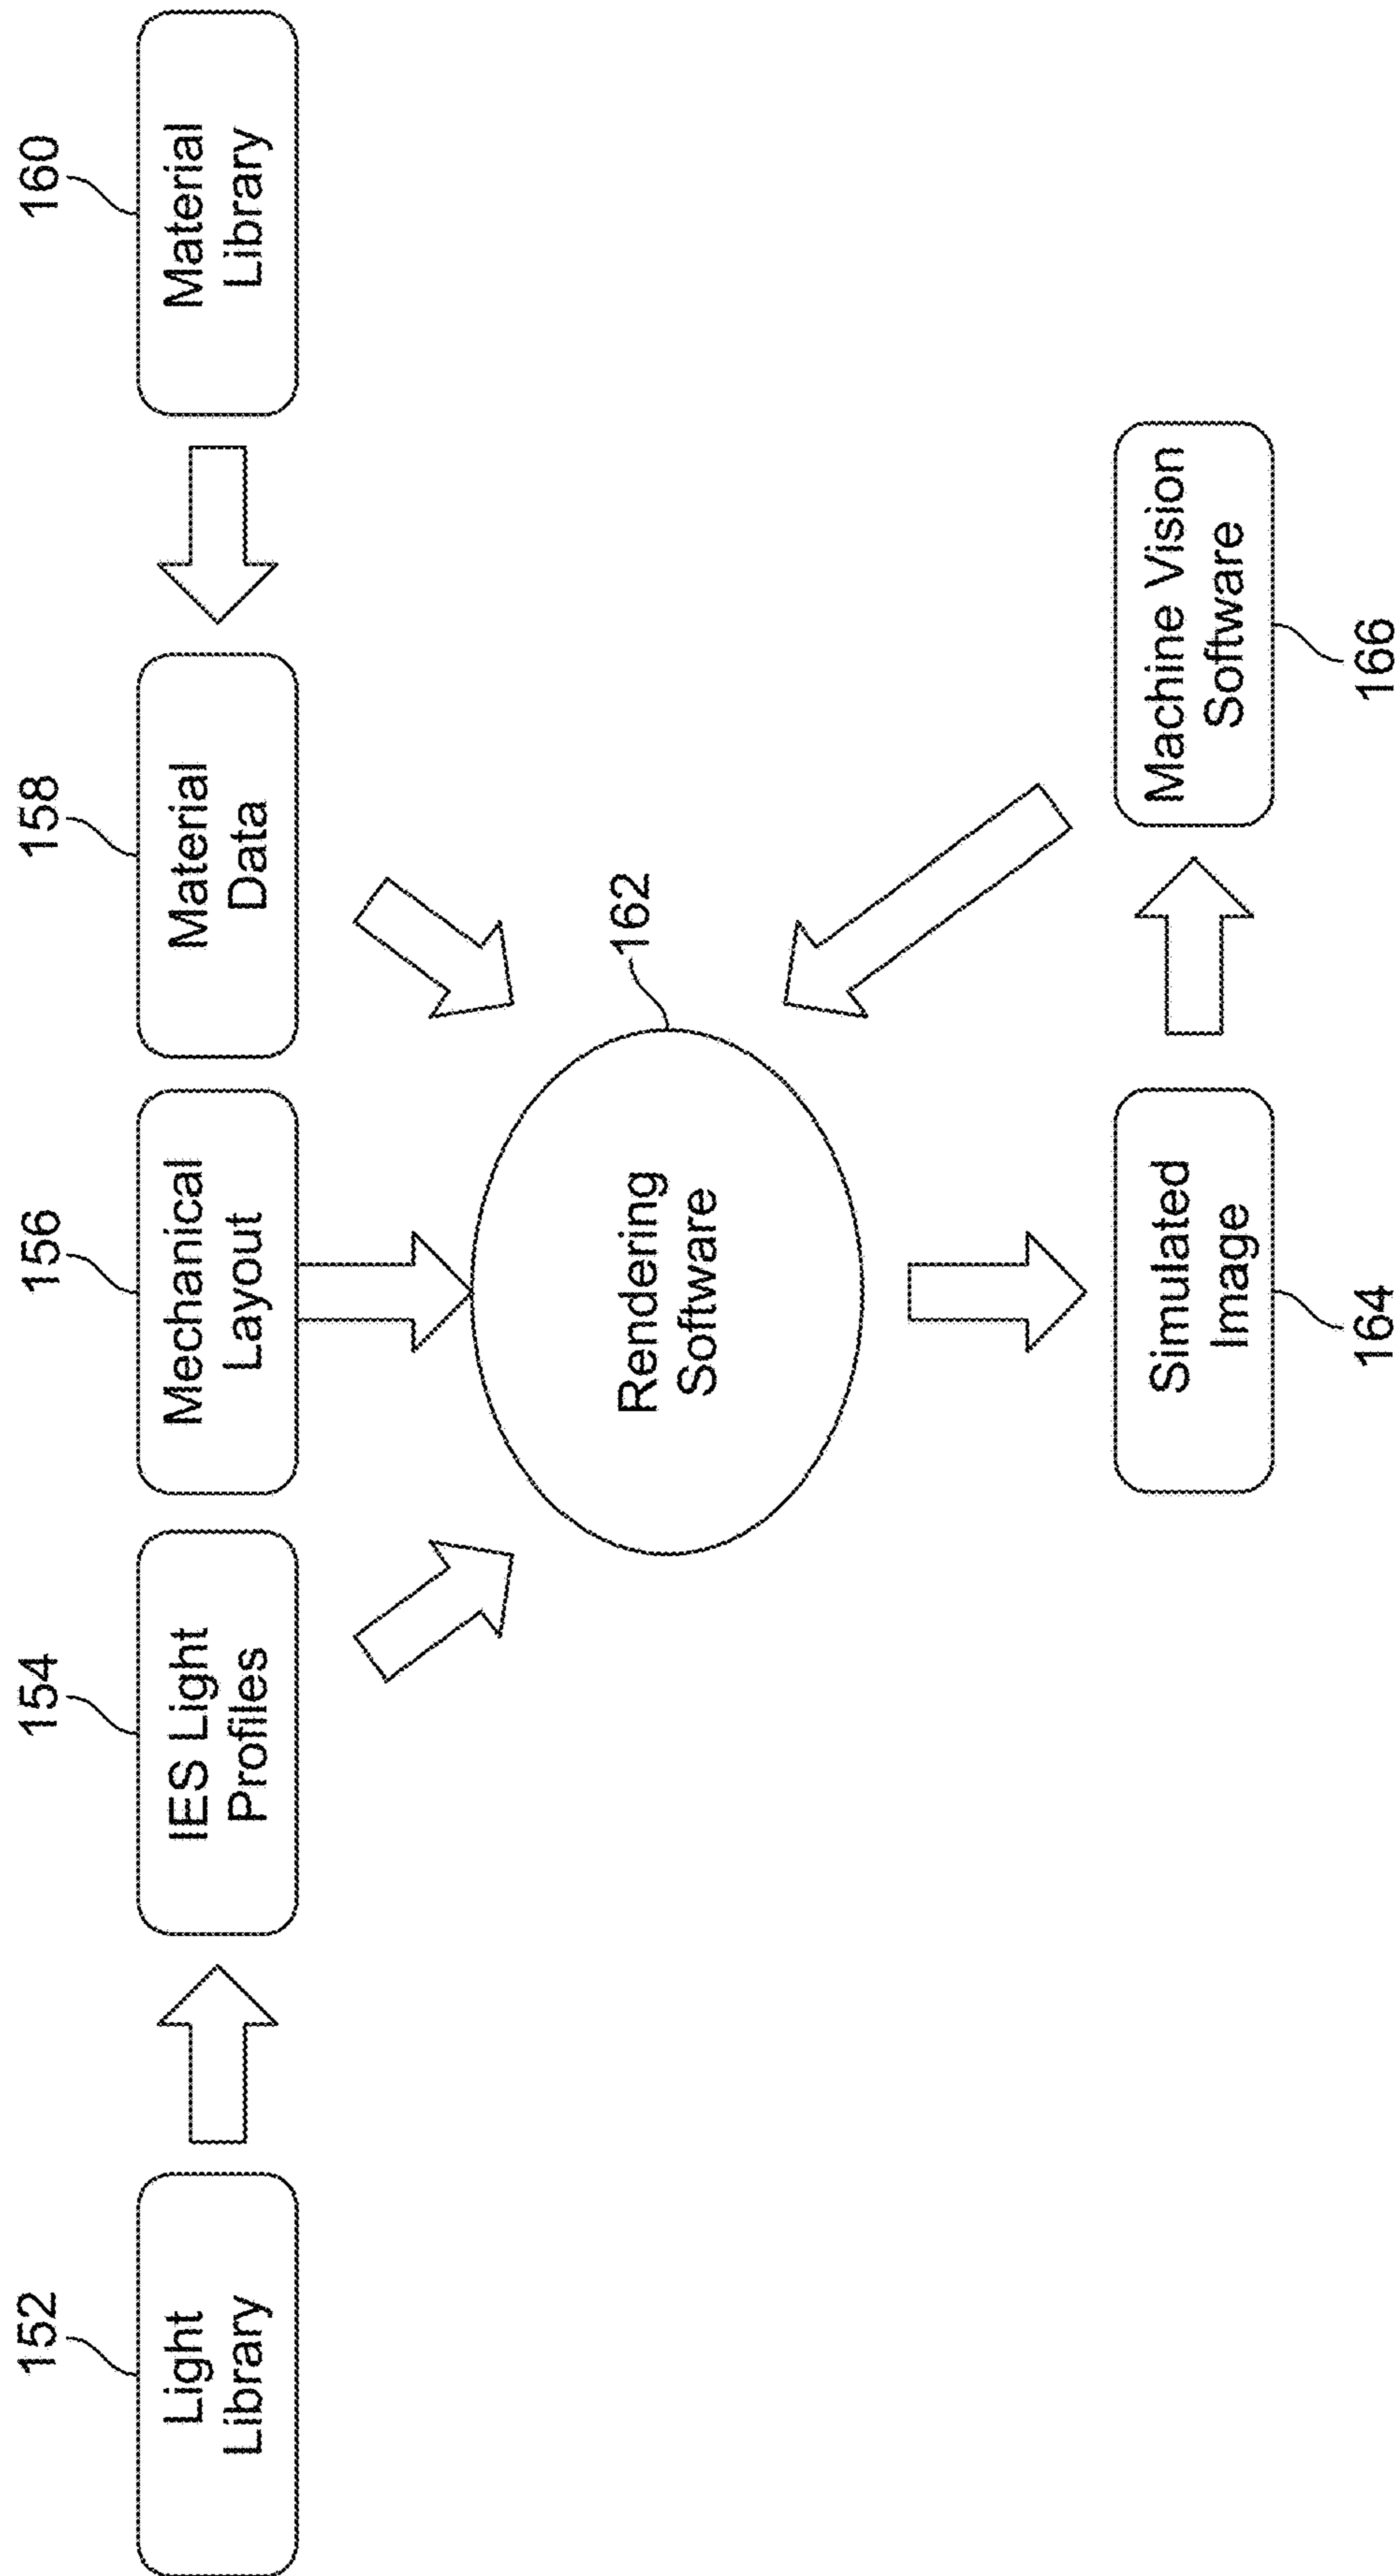 152
154
156
158
160
Light
Library
IES Light
Profiles
Mechanical
Layout
Material
Data
Material
Library
162
Rendering
Software
Simulated
Image
Machine Vision
Software
164
166